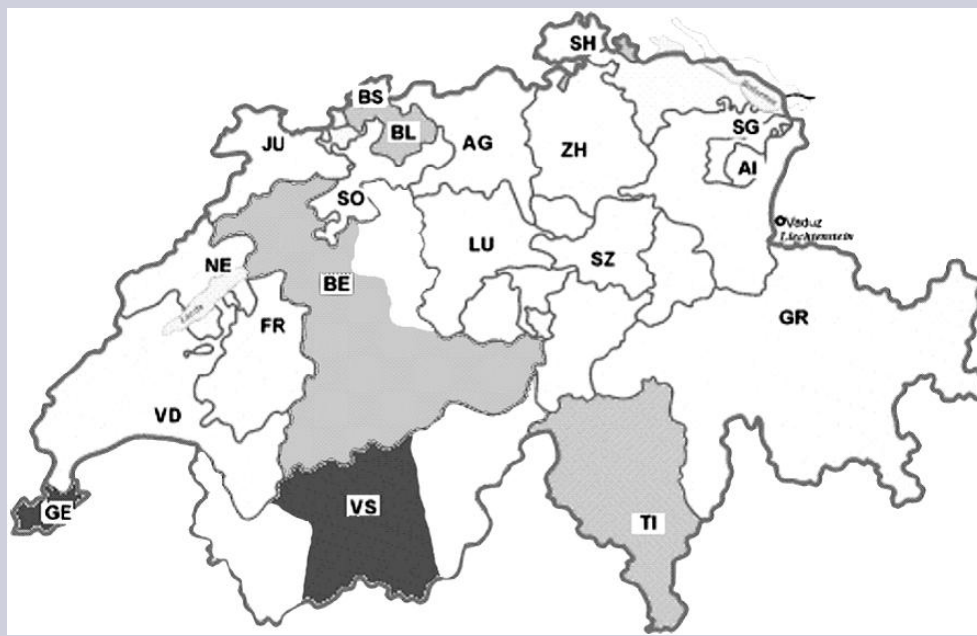 SH
BS
BL
JU
AG
ZH
SG
AI
SO
Vaduz
Liechtenstein
LU
SZ
NE
BE
FR
GR
VD
GE
VS
TI